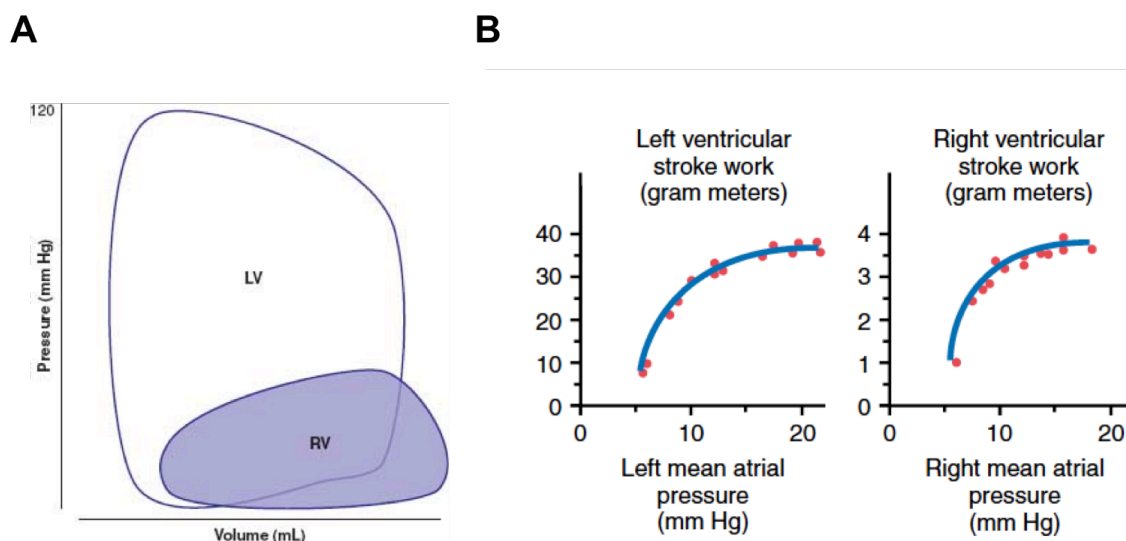 A
B
120
Pressure (mm Hg)
LV
RV
Volume (mL)
Left ventricular
stroke work
(gram meters)
40
30
20
10
0
0 10 20
Left mean atrial
pressure
(mm Hg)
Right ventricular
stroke work
(gram meters)
4
3
2
1
0
0 10 20
Right mean atrial
pressure
(mm Hg)